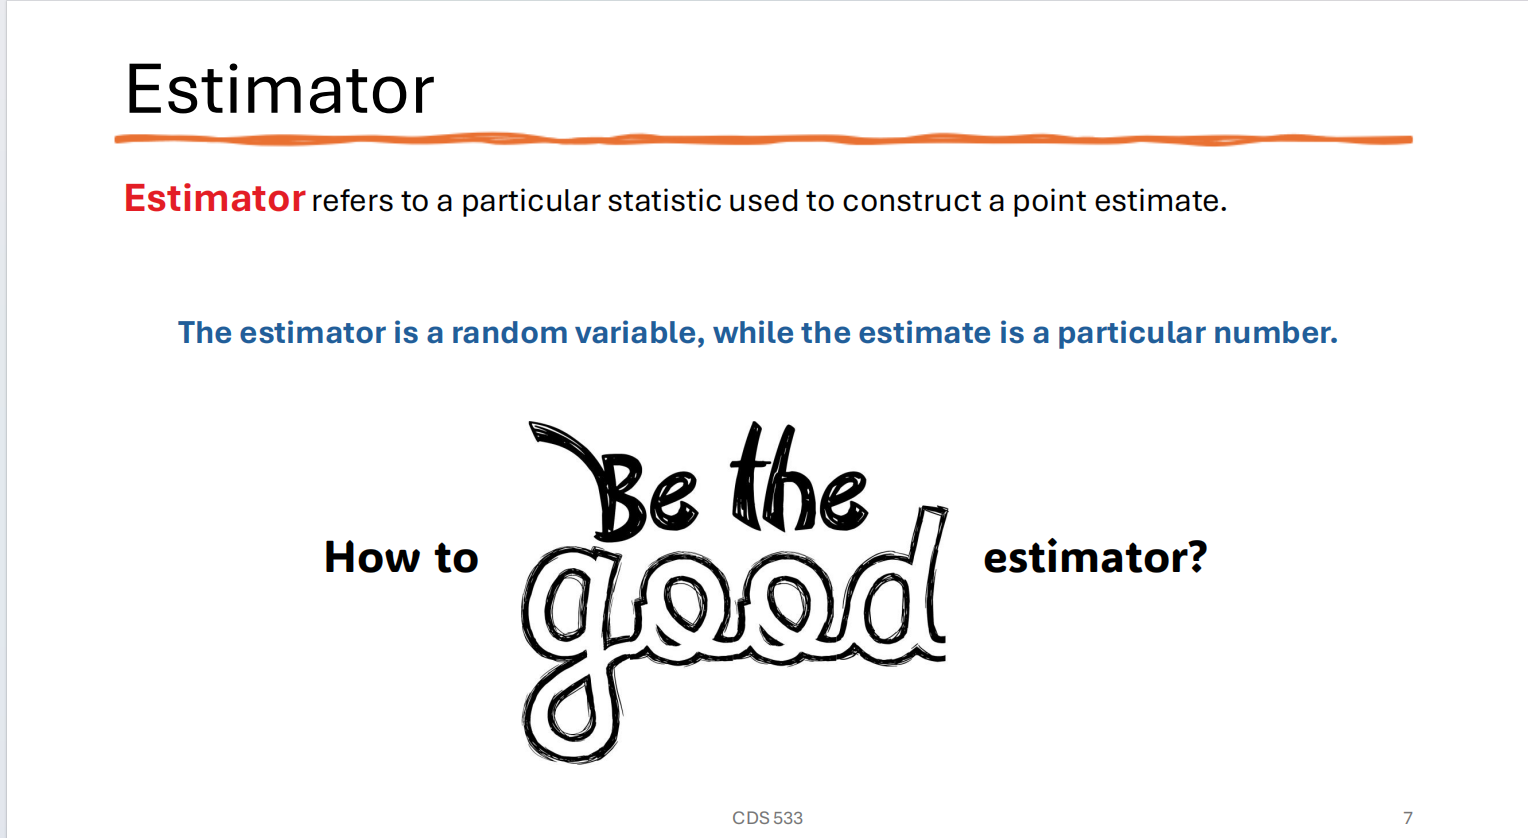 Estimator
Estimator refers to a particular statistic used to construct a point estimate.
The estimator is a random variable, while the estimate is a particular number.
How to Be the good estimator?
CDS 533
7